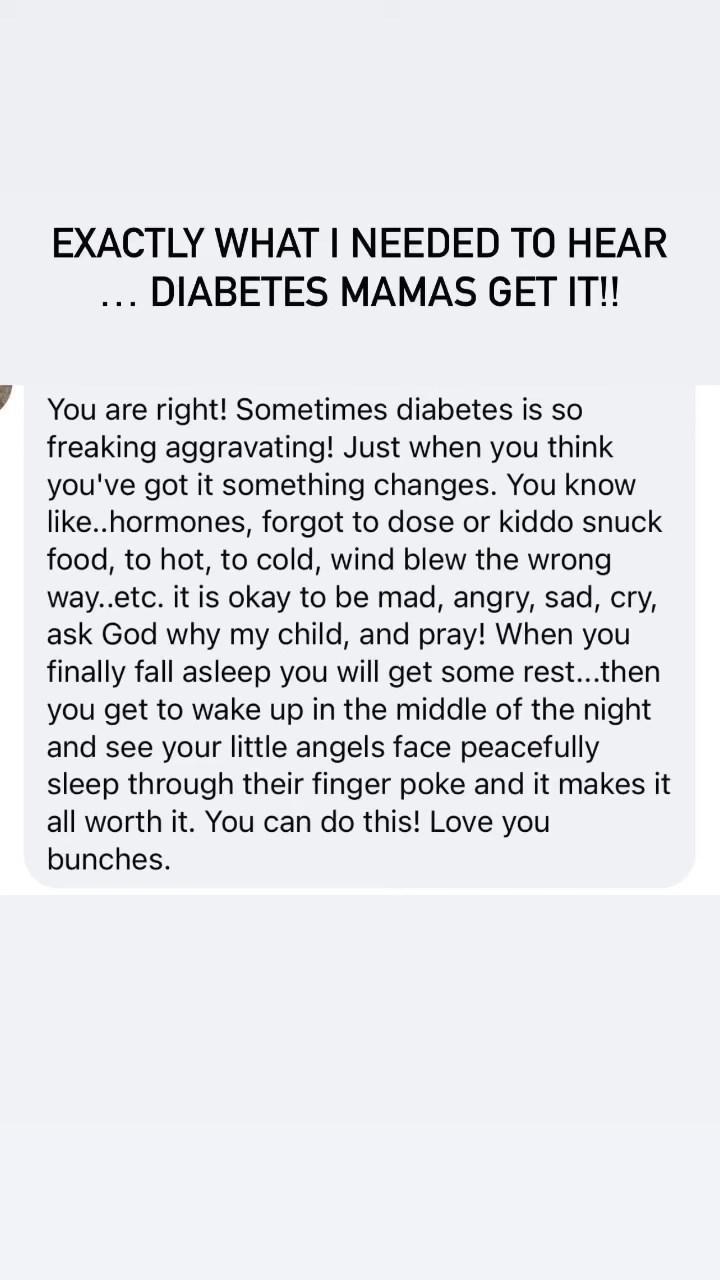 EXACTLY WHAT I NEEDED TO HEAR
... DIABETES MAMAS GET IT!!
You are right! Sometimes diabetes is so
freaking aggravating! Just when you think
you've got it something changes. You know
like..hormones, forgot to dose or kiddo snuck
food, to hot, to cold, wind blew the wrong
way..etc. it is okay to be mad, angry, sad, cry,
ask God why my child, and pray! When you
finally fall asleep you will get some rest...then
you get to wake up in the middle of the night
and see your little angels face peacefully
sleep through their finger poke and it makes it
all worth it. You can do this! Love you
bunches.